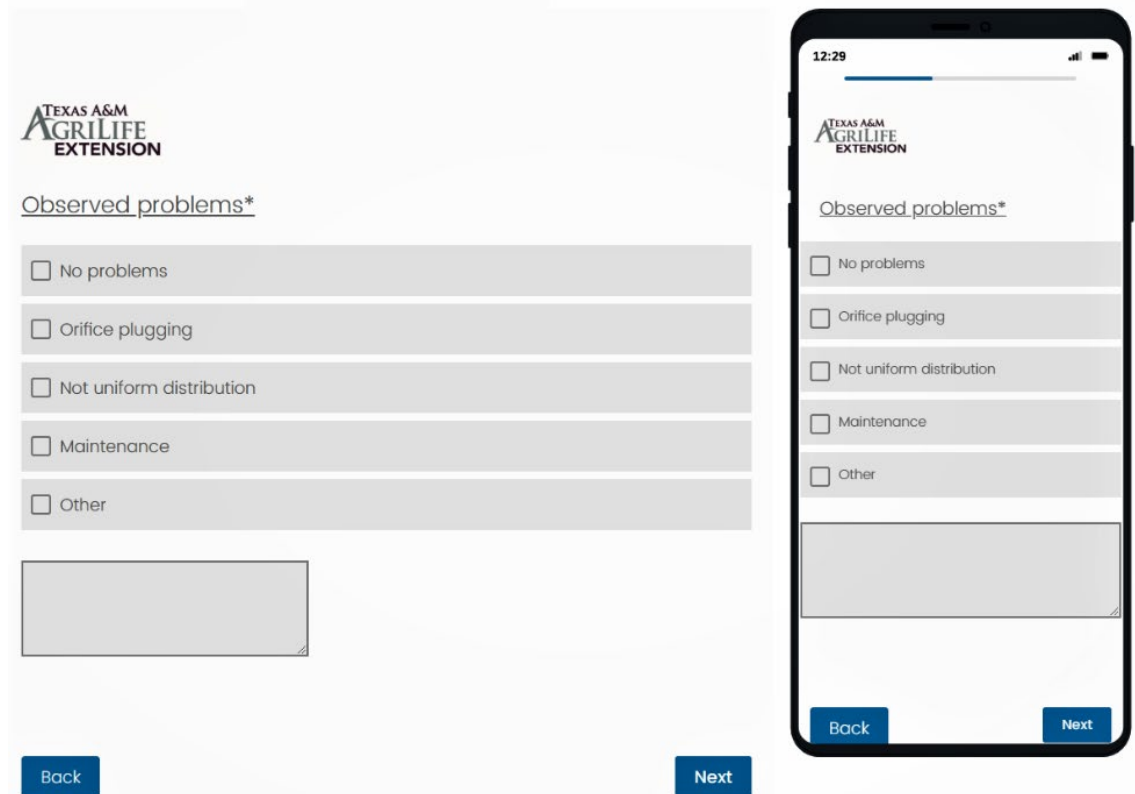 TEXAS A&M
AGRILIFE
EXTENSION
Observed problems*
No problems
Orifice plugging
Not uniform distribution
Maintenance
Other
Back
Next
12:29
TEXAS A&M
AGRILIFE
EXTENSION
Observed problems*
No problems
Orifice plugging
Not uniform distribution
Maintenance
Other
Back
Next